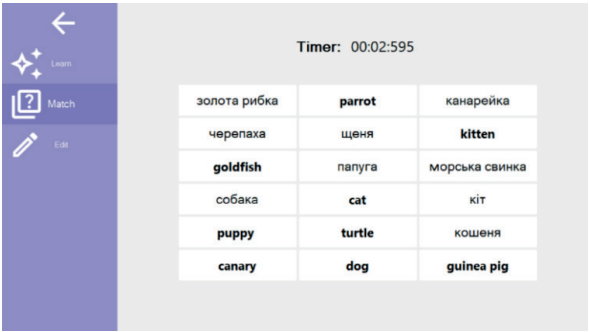 Learn
Match
Edit
Timer: 00:02:595
золота рибка parrot канарейка
черепаха щеня kitten
goldfish папуга морська свинка
собака cat кіт
puppy turtle кошеня
canary dog guinea pig